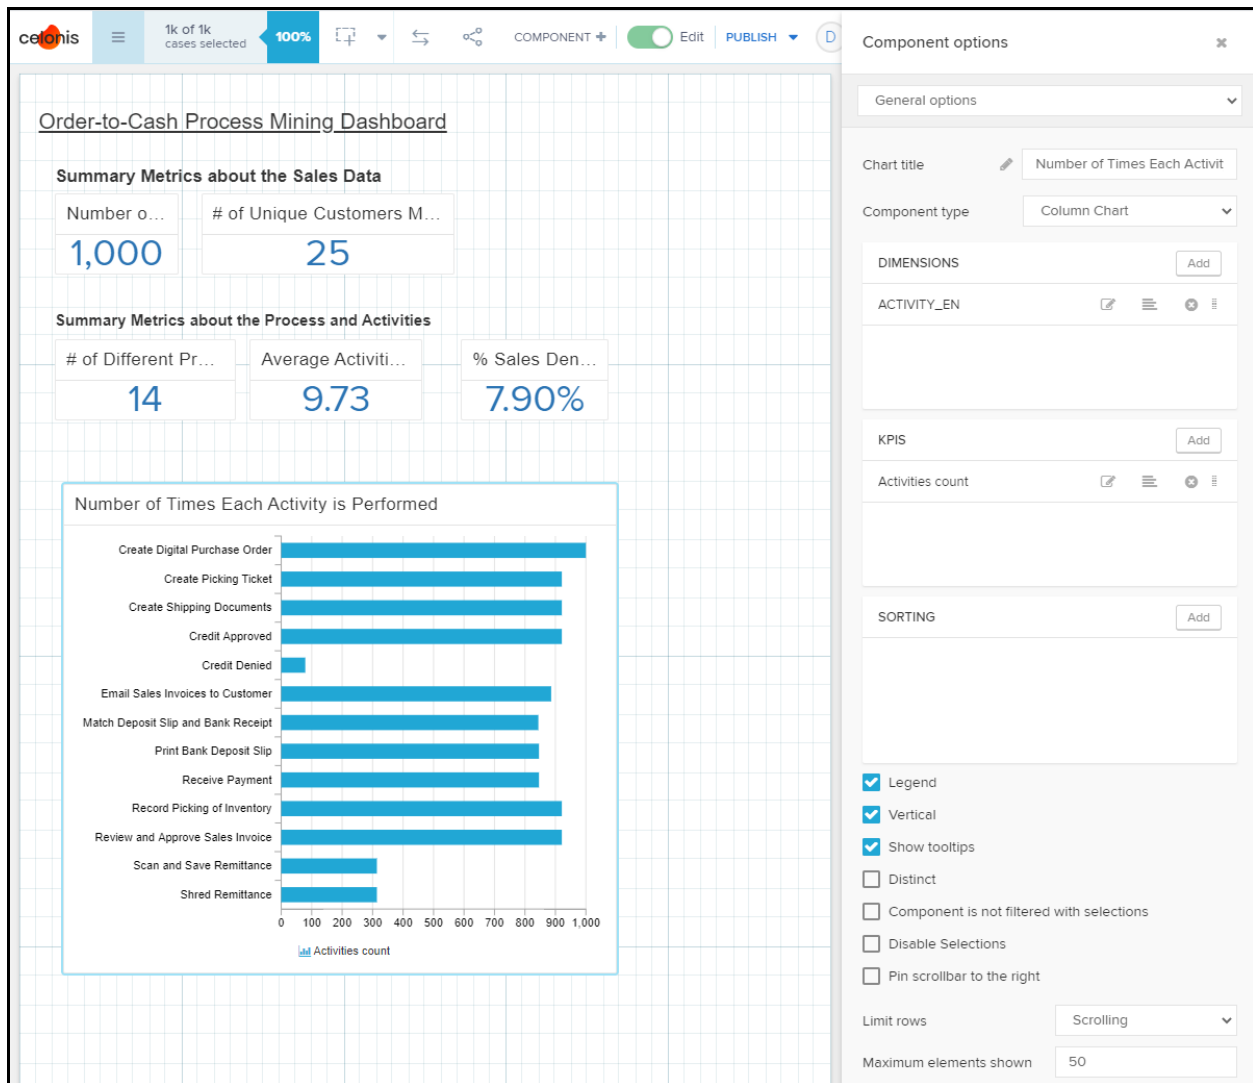 celonis
1k of 1k
cases selected
100%
COMPONENT +
Edit
PUBLISH
D
Order-to-Cash Process Mining Dashboard
Summary Metrics about the Sales Data
Number o...
1,000
# of Unique Customers M...
25
Summary Metrics about the Process and Activities
# of Different Pr...
14
Average Activiti...
9.73
% Sales Den...
7.90%
Number of Times Each Activity is Performed
Create Digital Purchase Order
Create Picking Ticket
Create Shipping Documents
Credit Approved
Credit Denied
Email Sales Invoices to Customer
Match Deposit Slip and Bank Receipt
Print Bank Deposit Slip
Receive Payment
Record Picking of Inventory
Review and Approve Sales Invoice
Scan and Save Remittance
Shred Remittance
0 100 200 300 400 500 600 700 800 900 1,000
Activities count
Component options
General options
Chart title Number of Times Each Activit
Component type Column Chart
DIMENSIONS Add
ACTIVITY_EN
KPIS Add
Activities count
SORTING Add
Legend
Vertical
Show tooltips
Distinct
Component is not filtered with selections
Disable Selections
Pin scrollbar to the right
Limit rows Scrolling
Maximum elements shown 50